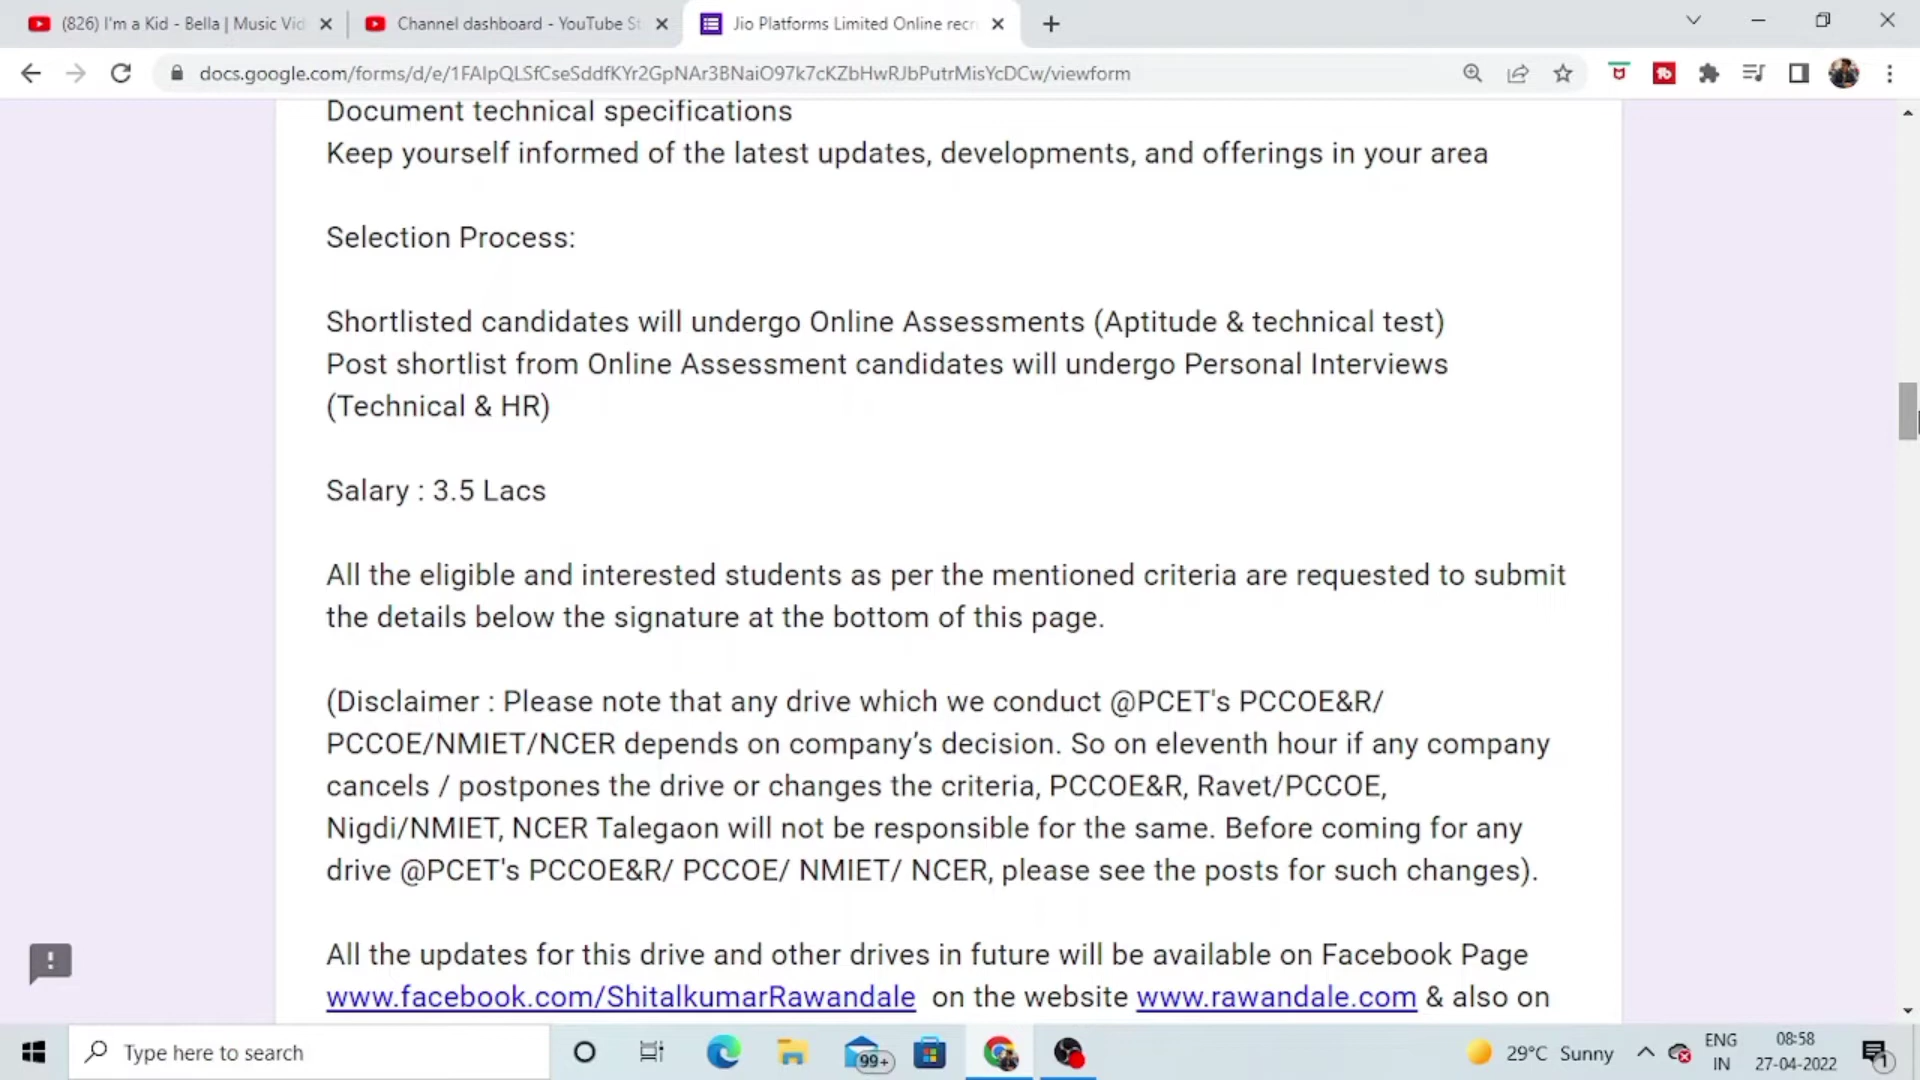 (826) I'm a Kid - Bella | Music Vid
Channel dashboard - YouTube St
Jio Platforms Limited Online recr
docs.google.com/forms/d/e/1FAIpQLSfCseSddfKYr2GpNAr3BNaiO97k7cKZbHwRJbPutrMisYcDCw/viewform
Document technical specifications
Keep yourself informed of the latest updates, developments, and offerings in your area
Selection Process:
Shortlisted candidates will undergo Online Assessments (Aptitude & technical test)
Post shortlist from Online Assessment candidates will undergo Personal Interviews
(Technical & HR)
Salary : 3.5 Lacs
All the eligible and interested students as per the mentioned criteria are requested to submit
the details below the signature at the bottom of this page.
(Disclaimer : Please note that any drive which we conduct @PCET's PCCOE&R/
PCCOE/NMIET/NCER depends on company’s decision. So on eleventh hour if any company
cancels / postpones the drive or changes the criteria, PCCOE&R, Ravet/PCCOE,
Nigdi/NMIET, NCER Talegaon will not be responsible for the same. Before coming for any
drive @PCET's PCCOE&R/ PCCOE/ NMIET/ NCER, please see the posts for such changes).
All the updates for this drive and other drives in future will be available on Facebook Page
www.facebook.com/ShitalkumarRawandale on the website www.rawandale.com & also on
Type here to search
99+
29°C Sunny
ENG
IN
08:58
27-04-2022
1